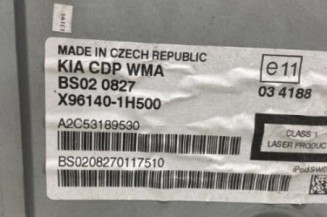 MADE IN CZECH REPUBLIC
KIA CDP WMA
BS02 0827
X96140-1H500
e11
03 4188
A2C53189530
CLASS 1
LASER PRODUC
BS0208270117510